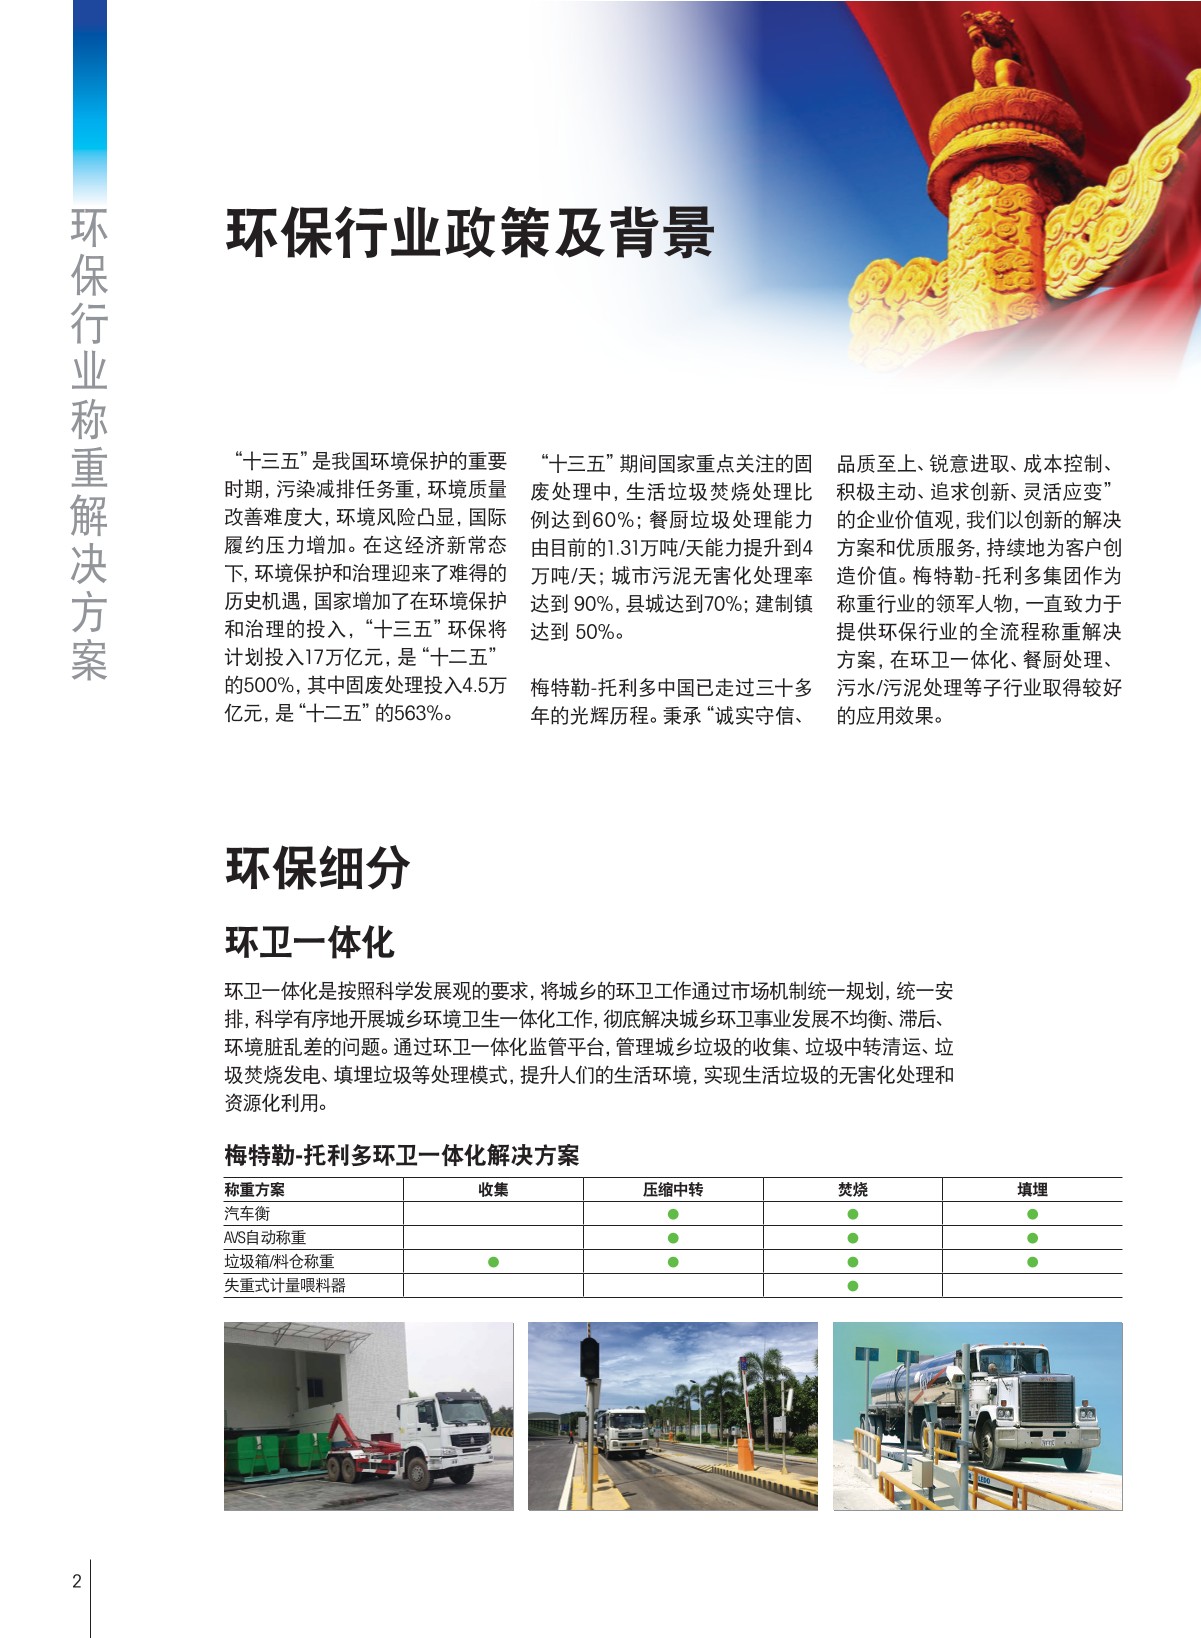 环保行业称重解决方案
环保行业政策及背景
“十三五”是我国环境保护的重要
时期，污染减排任务重，环境质量
改善难度大，环境风险凸显，国际
履约压力增加。在这经济新常态
下，环境保护和治理迎来了难得的
历史机遇，国家增加了在环境保护
和治理的投入，“十三五”环保将
计划投入17万亿元，是“十二五”
的500%，其中固废处理投入4.5万
亿元，是“十二五”的563%。
“十三五”期间国家重点关注的固
废处理中，生活垃圾焚烧处理比
例达到60%；餐厨垃圾处理能力
由目前的1.31万吨/天能力提升到4
万吨/天；城市污泥无害化处理率
达到 90%，县城达到70%；建制镇
达到 50%。
梅特勒-托利多中国已走过三十多
年的光辉历程。秉承“诚实守信、
品质至上、锐意进取、成本控制、
积极主动、追求创新、灵活应变”
的企业价值观，我们以创新的解决
方案和优质服务，持续地为客户创
造价值。梅特勒-托利多集团作为
称重行业的领军人物，一直致力于
提供环保行业的全流程称重解决
方案，在环卫一体化、餐厨处理、
污水/污泥处理等子行业取得较好
的应用效果。
环保细分
环卫一体化
环卫一体化是按照科学发展观的要求，将城乡的环卫工作通过市场机制统一规划，统一安
排，科学有序地开展城乡环境卫生一体化工作，彻底解决城乡环卫事业发展不均衡、滞后、
环境脏乱差的问题。通过环卫一体化监管平台，管理城乡垃圾的收集、垃圾中转清运、垃
圾焚烧发电、填埋垃圾等处理模式，提升人们的生活环境，实现生活垃圾的无害化处理和
资源化利用。
梅特勒-托利多环卫一体化解决方案
称重方案 收集 压缩中转 焚烧 填埋
汽车衡 ● ● ●
AVS自动称重 ● ● ●
垃圾箱/料仓称重 ● ● ● ●
失重式计量喂料器 ●
2